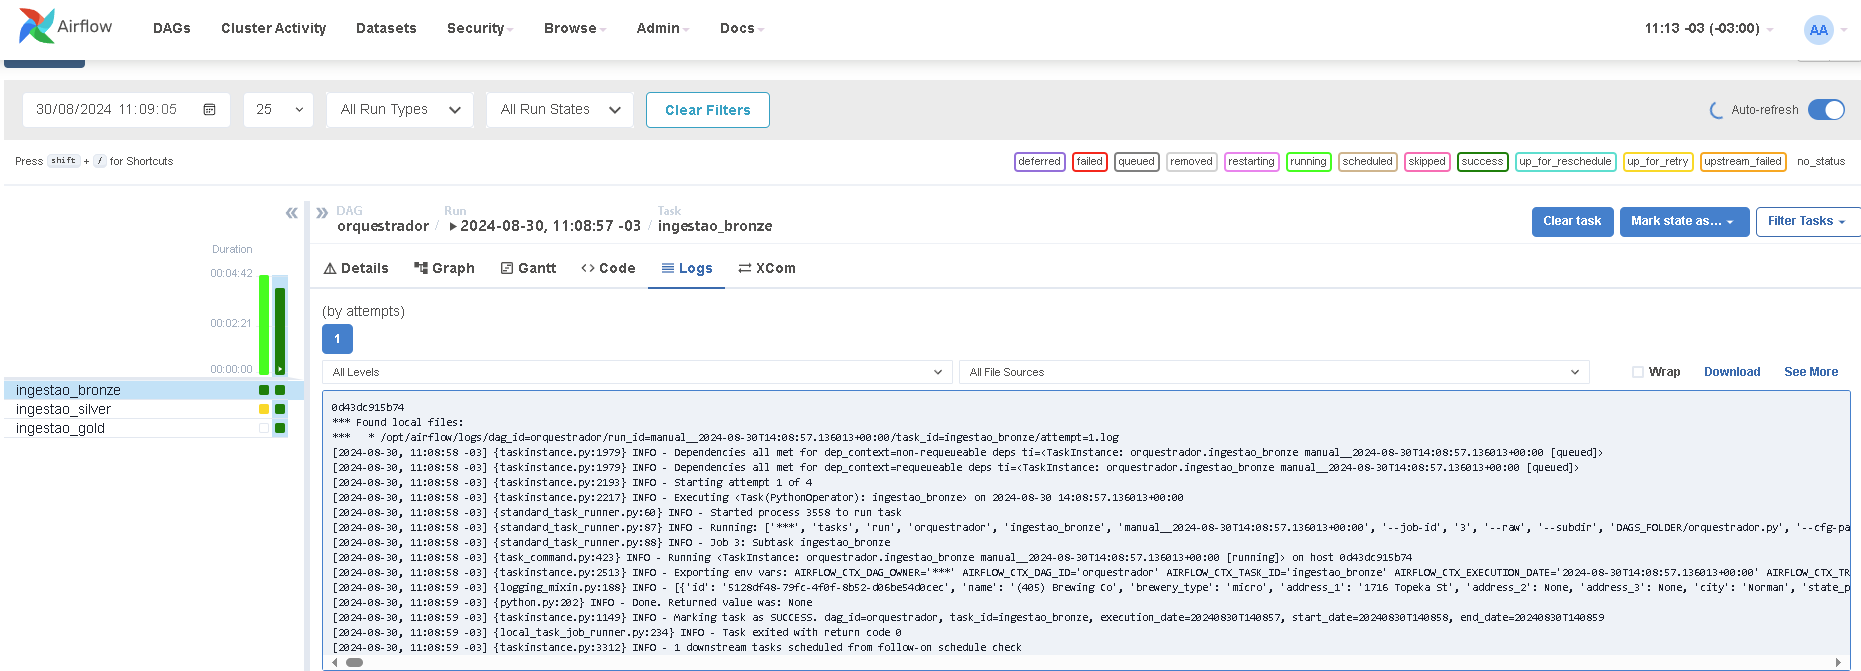 Airflow DAGs Cluster Activity Datasets Security Browse Admin Docs 11:13 -03 (-03:00) AA
30/08/2024 11:09:05 25 All Run Types All Run States Clear Filters Auto-refresh
Press shift + / for Shortcuts deferred failed queued removed restarting running scheduled skipped success up_for_reschedule up_for_retry upstream_failed no_status
DAG Run Task
orquestrador / 2024-08-30, 11:08:57 -03 / ingestao_bronze Clear task Mark state as... Filter Tasks
Duration
00:04:42
00:02:21
00:00:00
ingestao_bronze
ingestao_silver
ingestao_gold
Details Graph Gantt Code Logs XCom
(by attempts)
1
All Levels All File Sources Wrap Download See More
0d43dc915b74
*** Found local files:
***   * /opt/airflow/logs/dag_id=orquestrador/run_id=manual__2024-08-30T14:08:57.136013+00:00/task_id=ingestao_bronze/attempt=1.log
[2024-08-30, 11:08:58 -03] {taskinstance.py:1979} INFO - Dependencies all met for dep_context=non-requeueable deps ti=<TaskInstance: orquestrador.ingestao_bronze manual__2024-08-30T14:08:57.136013+00:00 [queued]>
[2024-08-30, 11:08:58 -03] {taskinstance.py:1979} INFO - Dependencies all met for dep_context=requeueable deps ti=<TaskInstance: orquestrador.ingestao_bronze manual__2024-08-30T14:08:57.136013+00:00 [queued]>
[2024-08-30, 11:08:58 -03] {taskinstance.py:2193} INFO - Starting attempt 1 of 4
[2024-08-30, 11:08:58 -03] {taskinstance.py:2217} INFO - Executing <Task(PythonOperator): ingestao_bronze> on 2024-08-30 14:08:57.136013+00:00
[2024-08-30, 11:08:58 -03] {standard_task_runner.py:60} INFO - Started process 3558 to run task
[2024-08-30, 11:08:58 -03] {standard_task_runner.py:87} INFO - Running: ['***', 'tasks', 'run', 'orquestrador', 'ingestao_bronze', 'manual__2024-08-30T14:08:57.136013+00:00', '--job-id', '3', '--raw', '--subdir', 'DAGS_FOLDER/orquestrador.py', '--cfg-pa
[2024-08-30, 11:08:58 -03] {standard_task_runner.py:88} INFO - Job 3: Subtask ingestao_bronze
[2024-08-30, 11:08:58 -03] {task_command.py:423} INFO - Running <TaskInstance: orquestrador.ingestao_bronze manual__2024-08-30T14:08:57.136013+00:00 [running]> on host 0d43dc915b74
[2024-08-30, 11:08:58 -03] {taskinstance.py:2513} INFO - Exporting env vars: AIRFLOW_CTX_DAG_OWNER='***' AIRFLOW_CTX_DAG_ID='orquestrador' AIRFLOW_CTX_TASK_ID='ingestao_bronze' AIRFLOW_CTX_EXECUTION_DATE='2024-08-30T14:08:57.136013+00:00' AIRFLOW_CTX_TR
[2024-08-30, 11:08:59 -03] {logging_mixin.py:188} INFO - [{'id': '5128df48-79fc-4f0f-8b52-d06be54d0cec', 'name': '(405) Brewing Co', 'brewery_type': 'micro', 'address_1': '1716 Topeka St', 'address_2': None, 'address_3': None, 'city': 'Norman', 'state_p
[2024-08-30, 11:08:59 -03] {python.py:202} INFO - Done. Returned value was: None
[2024-08-30, 11:08:59 -03] {taskinstance.py:1149} INFO - Marking task as SUCCESS. dag_id=orquestrador, task_id=ingestao_bronze, execution_date=20240830T140857, start_date=20240830T140858, end_date=20240830T140859
[2024-08-30, 11:08:59 -03] {local_task_job_runner.py:234} INFO - Task exited with return code 0
[2024-08-30, 11:08:59 -03] {taskinstance.py:3312} INFO - 1 downstream tasks scheduled from follow-on schedule check